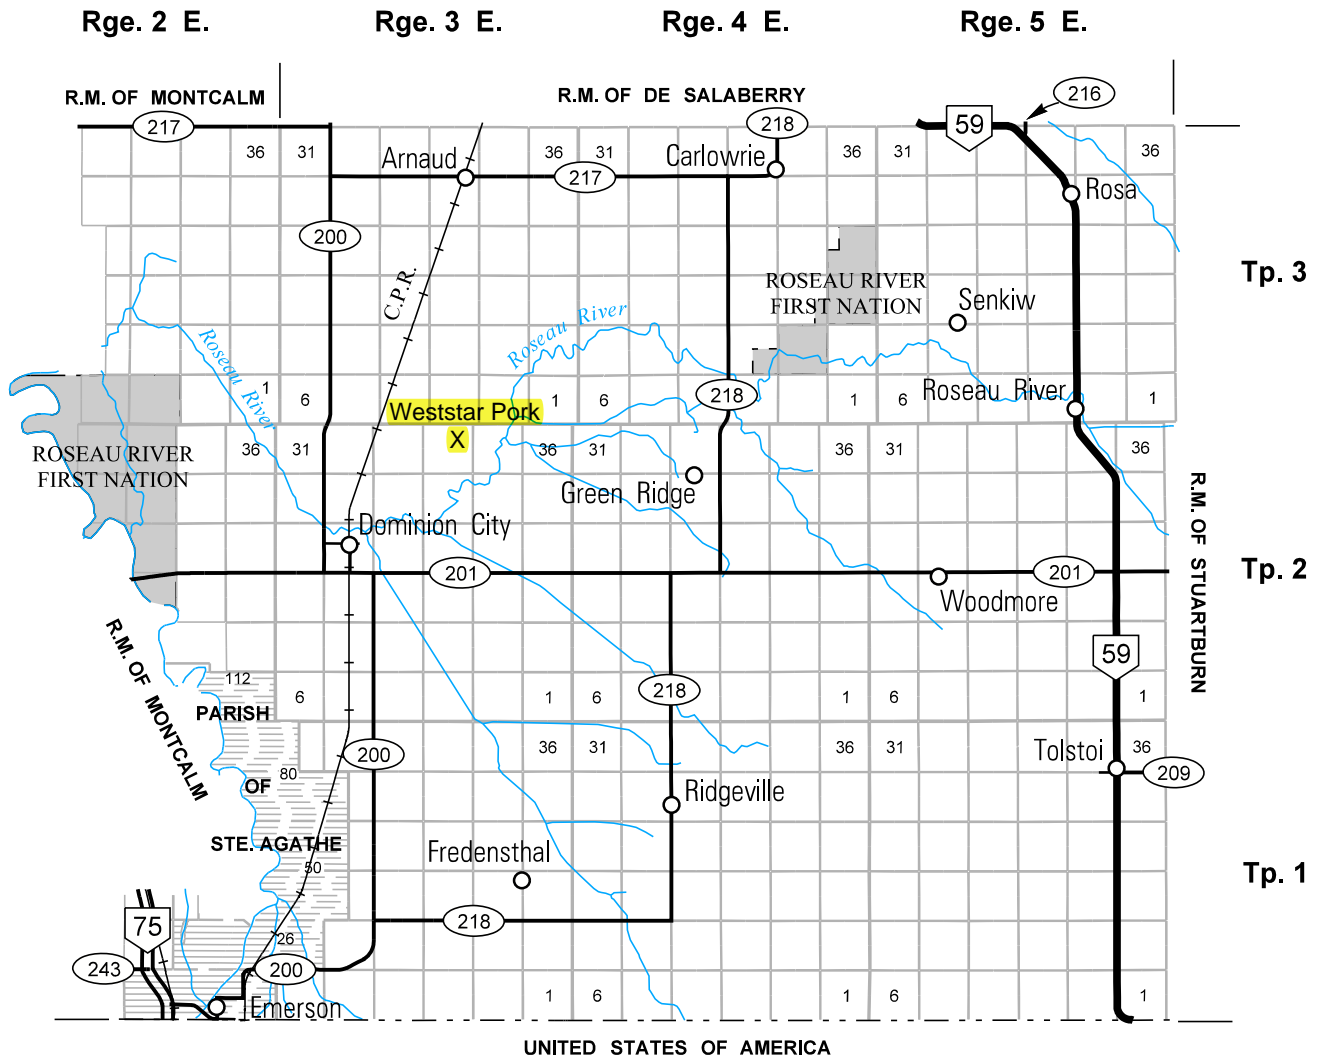 Rge. 2 E. Rge. 3 E. Rge. 4 E. Rge. 5 E.
R.M. OF MONTCALM
R.M. OF DE SALABERRY
216
217
218
59
36 31 36 31 36 31 36
Arnaud
Carlowrie
217
Rosa
200
C.P.R.
ROSEAU RIVER
FIRST NATION
Tp. 3
Senkiw
Roseau River
Roseau River
1 6 1 6 1 6 1
218
Roseau River
Weststar Pork
X
ROSEAU RIVER
FIRST NATION
36 31 36 31 36 31 36
Green Ridge
R.M. OF STUARTBURN
Dominion City
201
201
Tp. 2
Woodmore
R.M. OF MONTCALM
59
112
6 1 6 1 6 1
218
PARISH
OF
STE. AGATHE
200
36 31 36 31 36
Tolstoi
209
80
Ridgeville
Fredensthal
50
Tp. 1
218
75
26
243
200
Emerson
1 6 1 6 1
UNITED STATES OF AMERICA